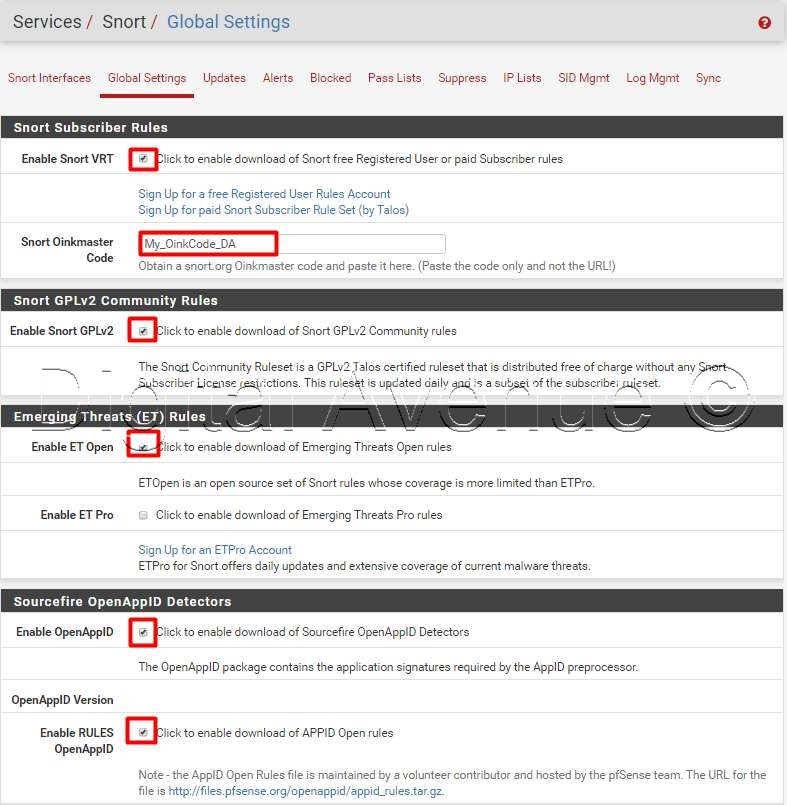 Services / Snort / Global Settings
Snort Interfaces Global Settings Updates Alerts Blocked Pass Lists Suppress IP Lists SID Mgmt Log Mgmt Sync
Snort Subscriber Rules
Enable Snort VRT Click to enable download of Snort free Registered User or paid Subscriber rules
Sign Up for a free Registered User Rules Account
Sign Up for paid Snort Subscriber Rule Set (by Talos)
Snort Oinkmaster Code My_OinkCode_DA
Obtain a snort.org Oinkmaster code and paste it here. (Paste the code only and not the URL!)
Snort GPLv2 Community Rules
Enable Snort GPLv2 Click to enable download of Snort GPLv2 Community rules
The Snort Community Ruleset is a GPLv2 Talos certified ruleset that is distributed free of charge without any Snort
Subscriber License restrictions. This ruleset is updated daily and is a subset of the subscriber ruleset.
Digital Avenue ©
Emerging Threats (ET) Rules
Enable ET Open Click to enable download of Emerging Threats Open rules
ETOpen is an open source set of Snort rules whose coverage is more limited than ETPro.
Enable ET Pro Click to enable download of Emerging Threats Pro rules
Sign Up for an ETPro Account
ETPro for Snort offers daily updates and extensive coverage of current malware threats.
Sourcefire OpenAppID Detectors
Enable OpenAppID Click to enable download of Sourcefire OpenAppID Detectors
The OpenAppID package contains the application signatures required by the AppID preprocessor.
OpenAppID Version
Enable RULES OpenAppID Click to enable download of APPID Open rules
Note - the AppID Open Rules file is maintained by a volunteer contributor and hosted by the pfSense team. The URL for the
file is http://files.pfsense.org/openappid/appid_rules.tar.gz.